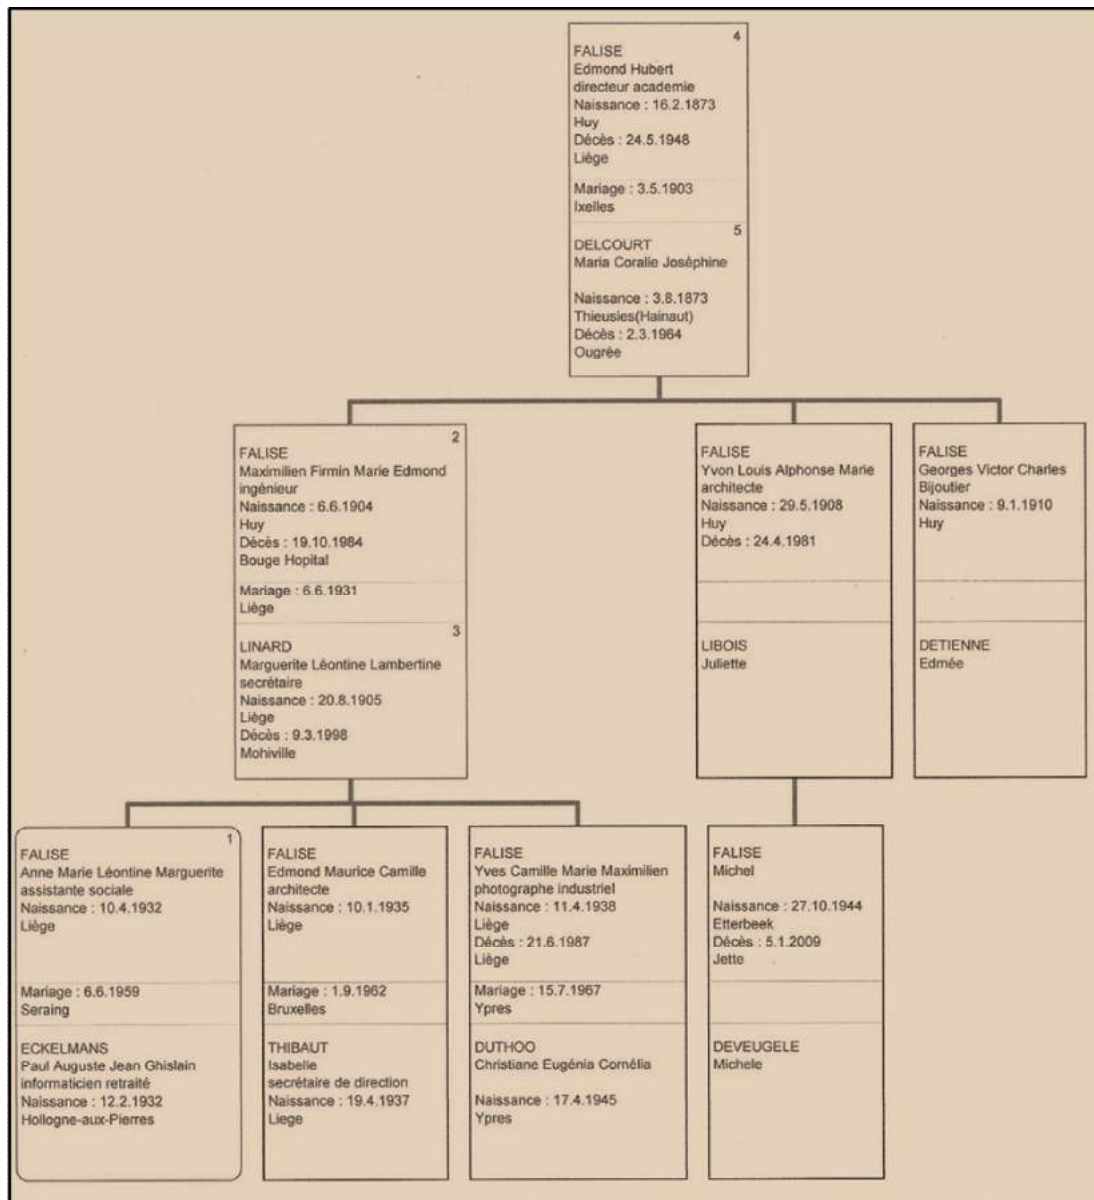 4
FALISE
Edmond Hubert
directeur academie
Naissance : 16.2.1873
Huy
Décès : 24.5.1948
Liège
Mariage : 3.5.1903
Ixelles
5
DELCOURT
Maria Coralie Joséphine
Naissance : 3.8.1873
Thieusies(Hainaut)
Décès : 2.3.1964
Ougrée
2
FALISE
Maximilien Firmin Marie Edmond
ingénieur
Naissance : 6.6.1904
Huy
Décès : 19.10.1984
Bouge Hopital
Mariage : 6.6.1931
Liège
3
LINARD
Marguerite Léontine Lambertine
secrétaire
Naissance : 20.8.1905
Liège
Décès : 9.3.1998
Mohiville
FALISE
Yvon Louis Alphonse Marie
architecte
Naissance : 29.5.1908
Huy
Décès : 24.4.1981
LIBOIS
Juliette
FALISE
Georges Victor Charles
Bijoutier
Naissance : 9.1.1910
Huy
DETIENNE
Edmée
1
FALISE
Anne Marie Léontine Marguerite
assistante sociale
Naissance : 10.4.1932
Liège
Mariage : 6.6.1959
Seraing
ECKELMANS
Paul Auguste Jean Ghislain
informaticien retraité
Naissance : 12.2.1932
Hollogne-aux-Pierres
FALISE
Edmond Maurice Camille
architecte
Naissance : 10.1.1935
Liège
Mariage : 1.9.1962
Bruxelles
THIBAUT
Isabelle
secrétaire de direction
Naissance : 19.4.1937
Liege
FALISE
Yves Camille Marie Maximilien
photographe industriel
Naissance : 11.4.1938
Liège
Décès : 21.6.1987
Liège
Mariage : 15.7.1967
Ypres
DUTHOO
Christiane Eugénia Cornélia
Naissance : 17.4.1945
Ypres
FALISE
Michel
Naissance : 27.10.1944
Etterbeek
Décès : 5.1.2009
Jette
DEVEUGELE
Michele